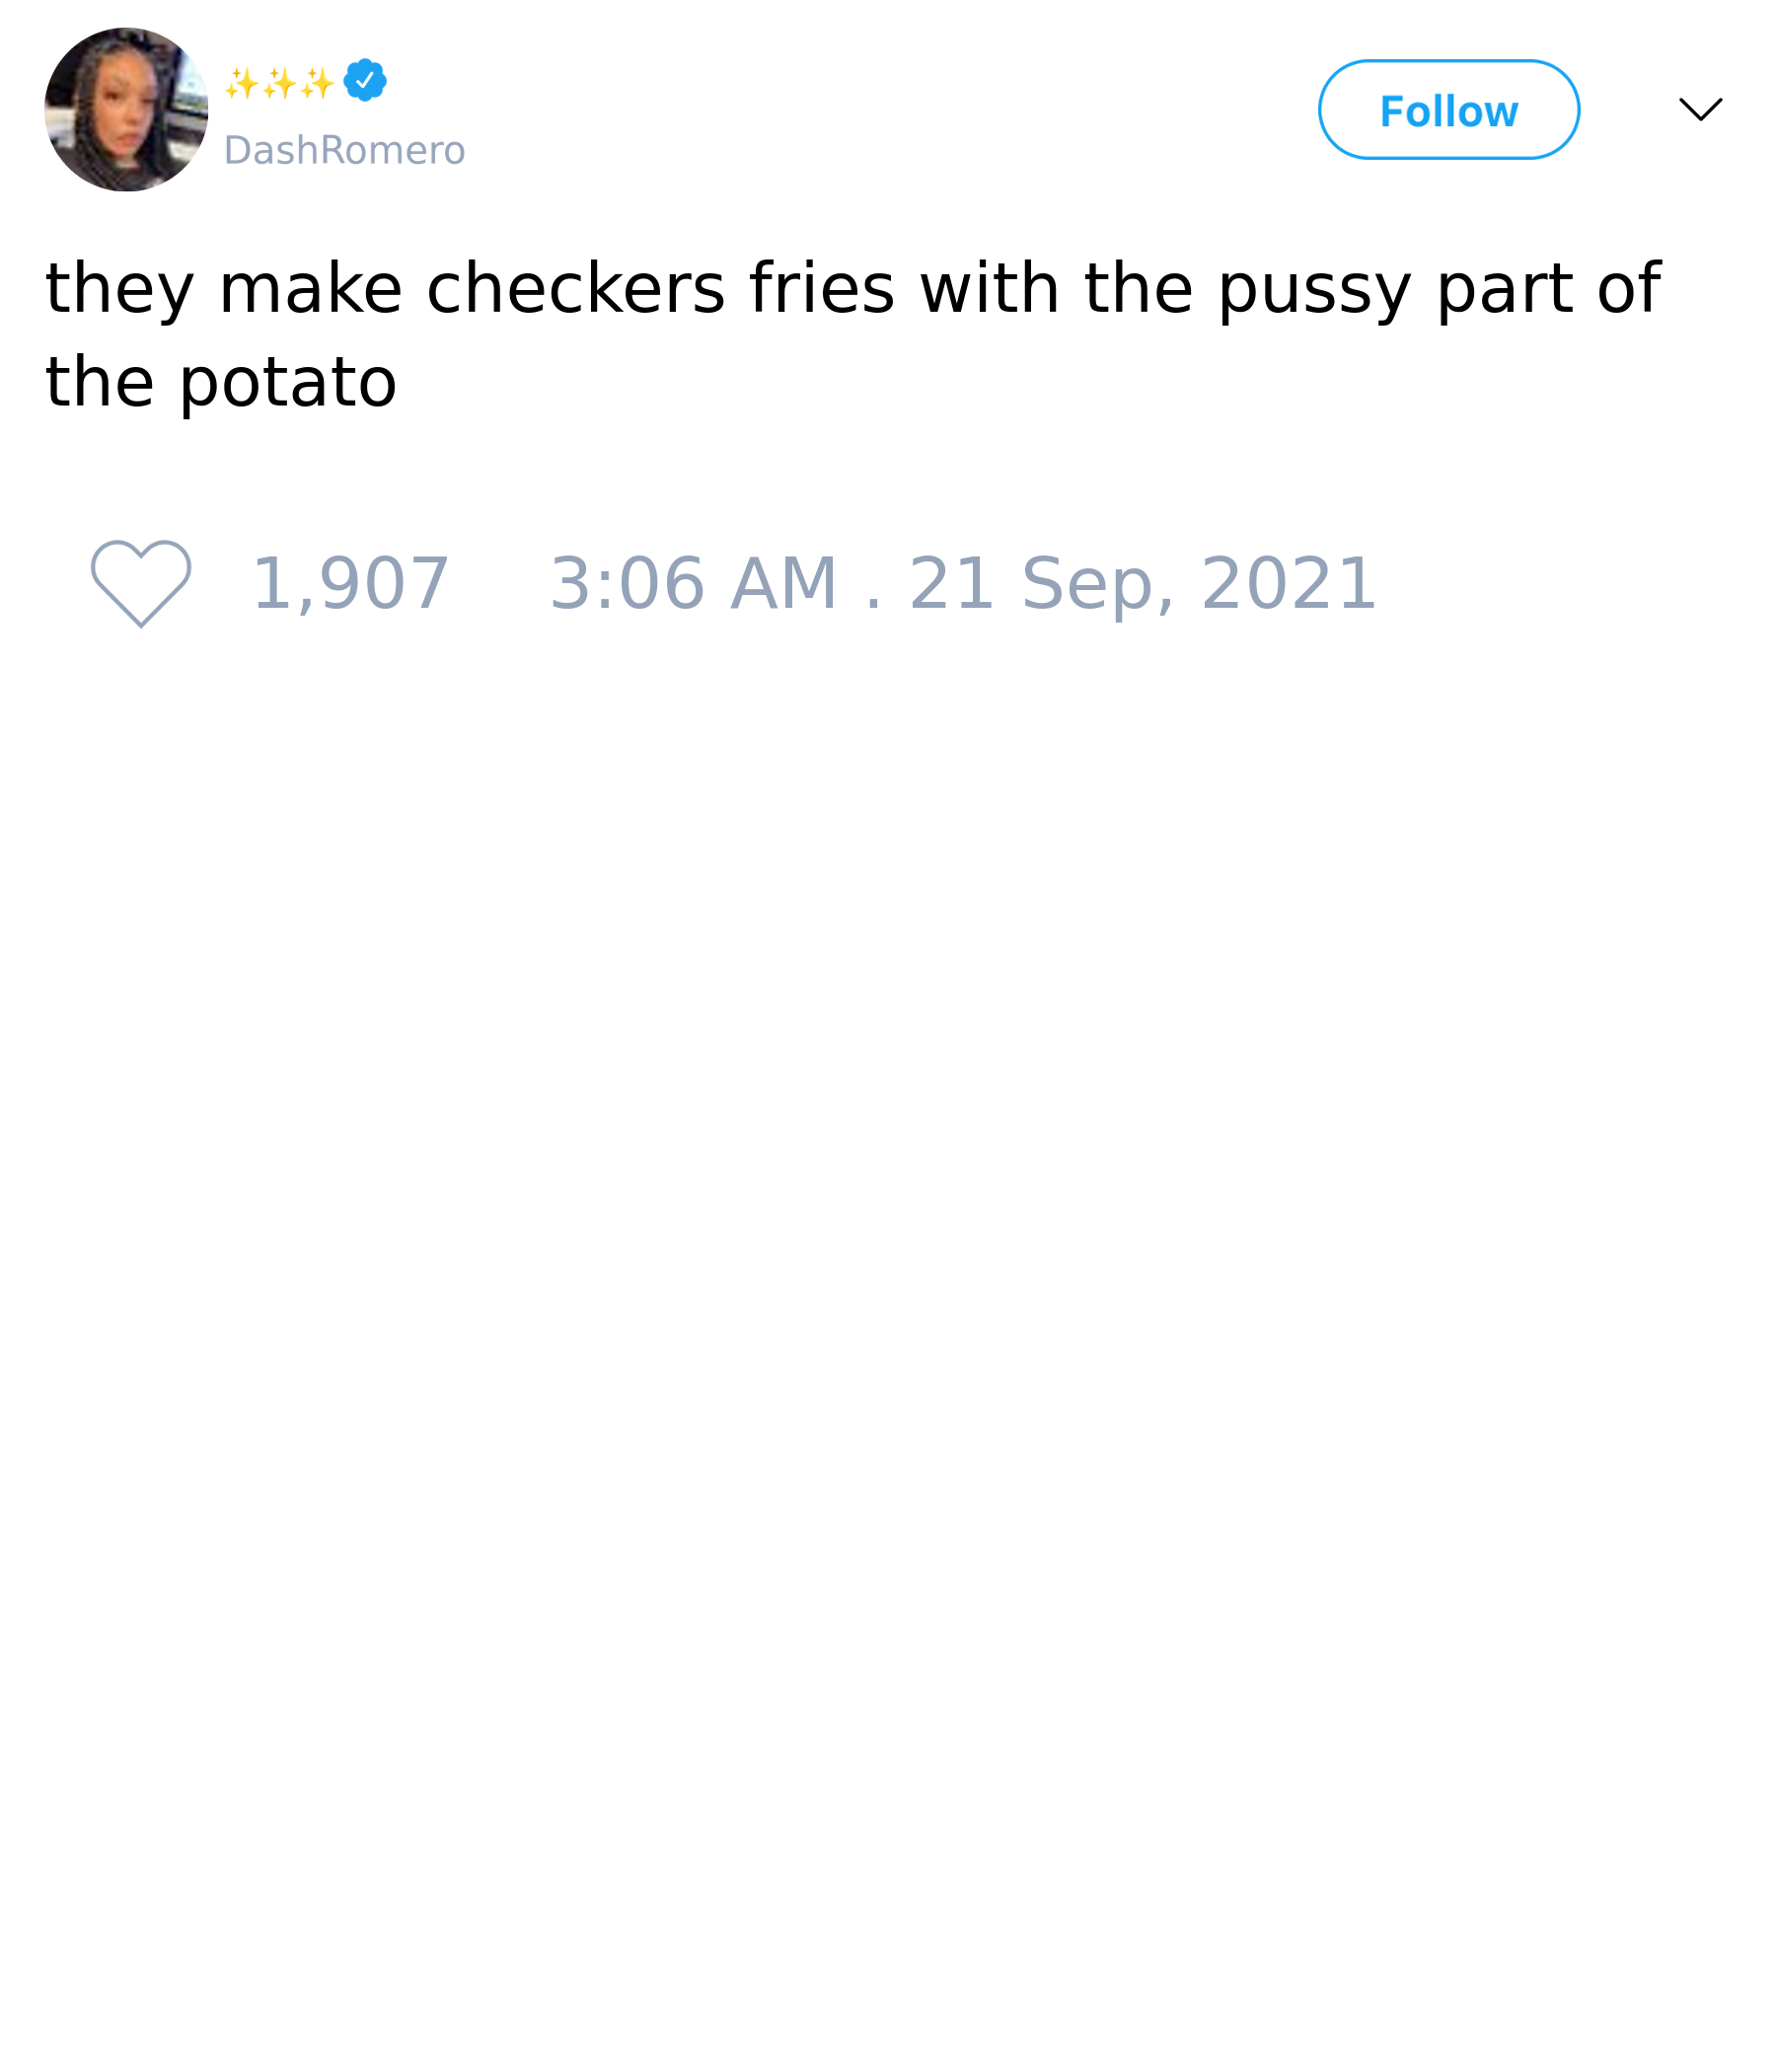 ✨✨✨
DashRomero
Follow
they make checkers fries with the pussy part of
the potato
1,907 3:06 AM . 21 Sep, 2021